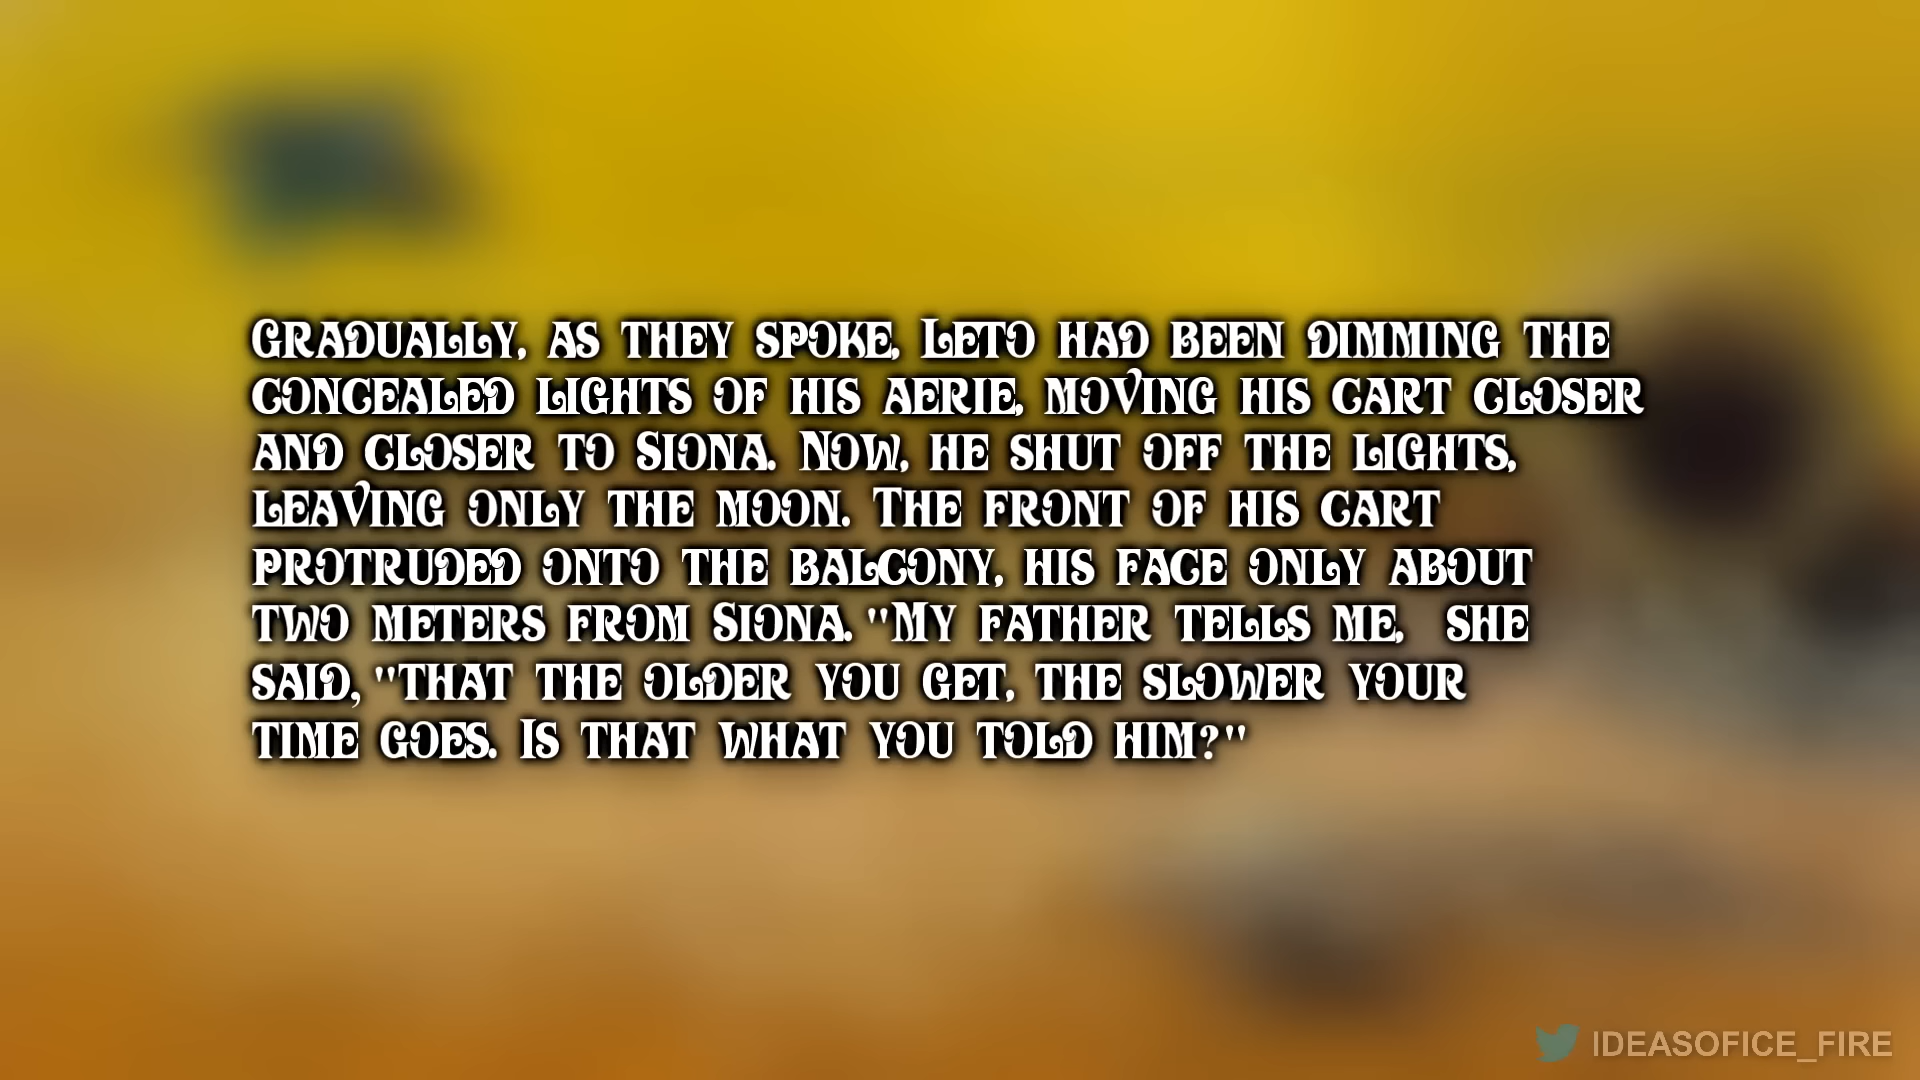 Gradually, as they spoke, Leto had been dimming the
concealed lights of his aerie, moving his cart closer
and closer to Siona. Now, he shut off the lights,
leaving only the moon. The front of his cart
protruded onto the balcony, his face only about
two meters from Siona. "My father tells me,  she
said, "that the older you get, the slower your
time goes. Is that what you told him?"
IDEASOFICE_FIRE